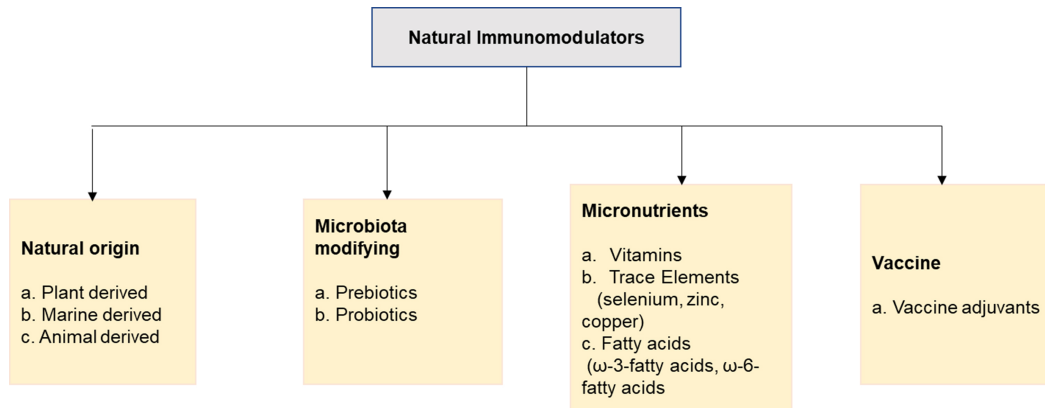 Natural Immunomodulators
Natural origin
a. Plant derived
b. Marine derived
c. Animal derived
Microbiota
modifying
a. Prebiotics
b. Probiotics
Micronutrients
a. Vitamins
b. Trace Elements
(selenium, zinc,
copper)
c. Fatty acids
(ω-3-fatty acids, ω-6-
fatty acids
Vaccine
a. Vaccine adjuvants